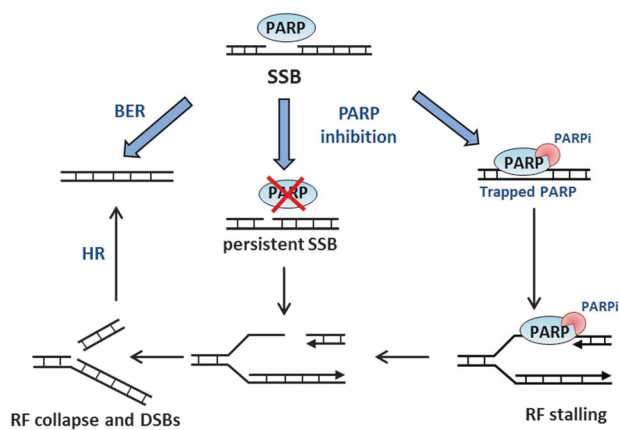 PARP
SSB
BER
PARP
inhibition
PARPi
PARP
Trapped PARP
PARP
persistent SSB
HR
PARPi
PARP
RF collapse and DSBs
RF stalling